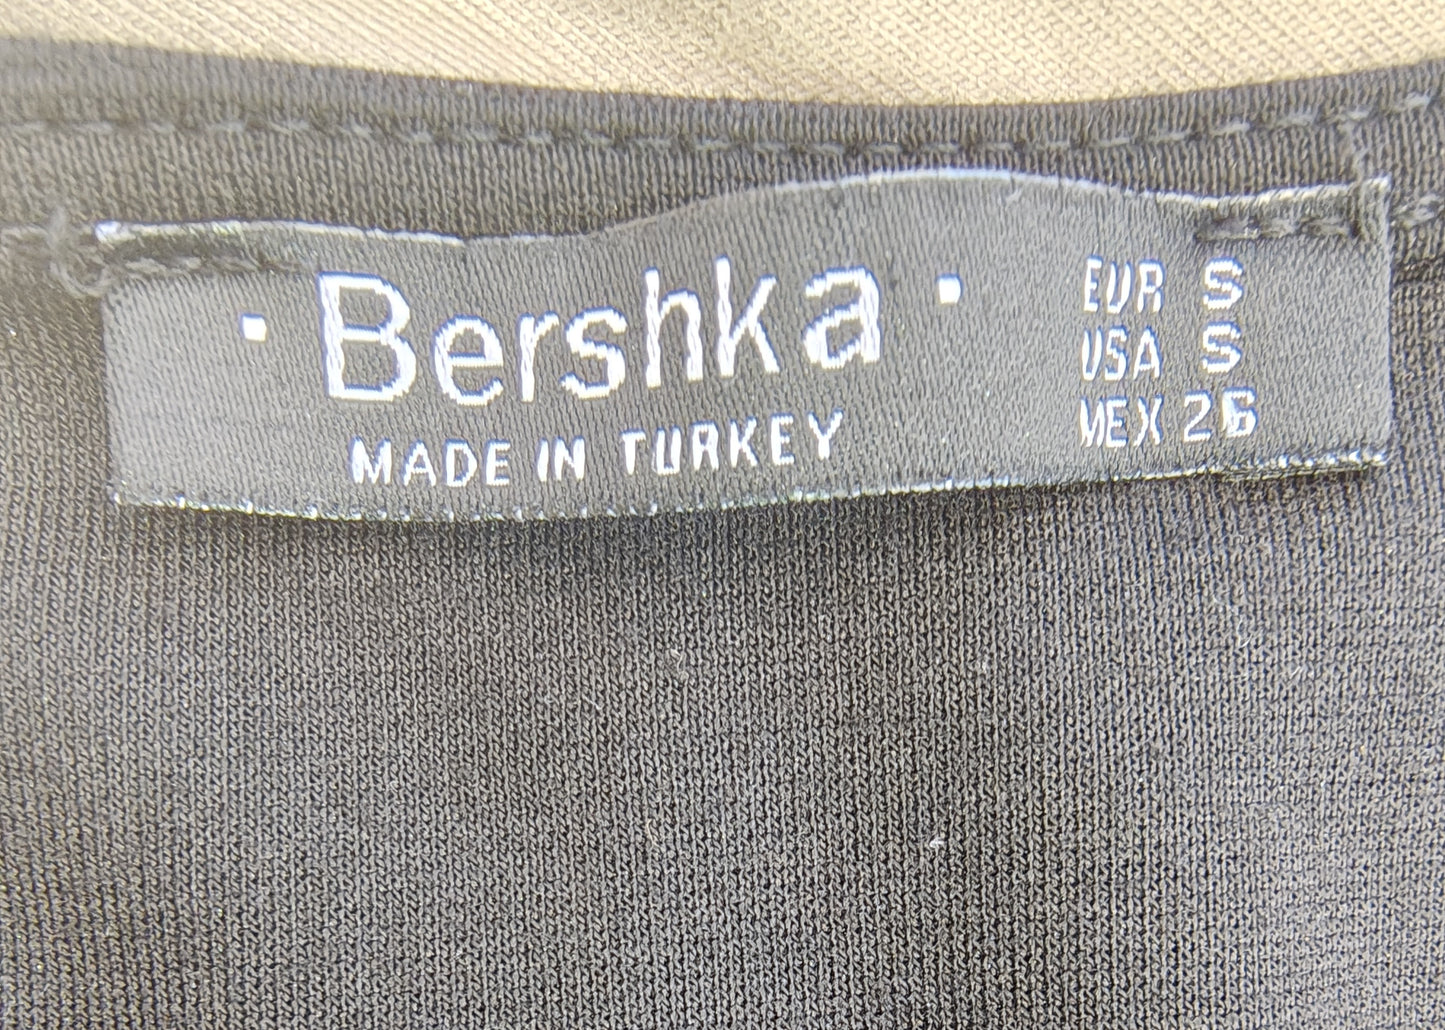 · Bershka ·
MADE IN TURKEY
EUR S
USA S
MEX 26